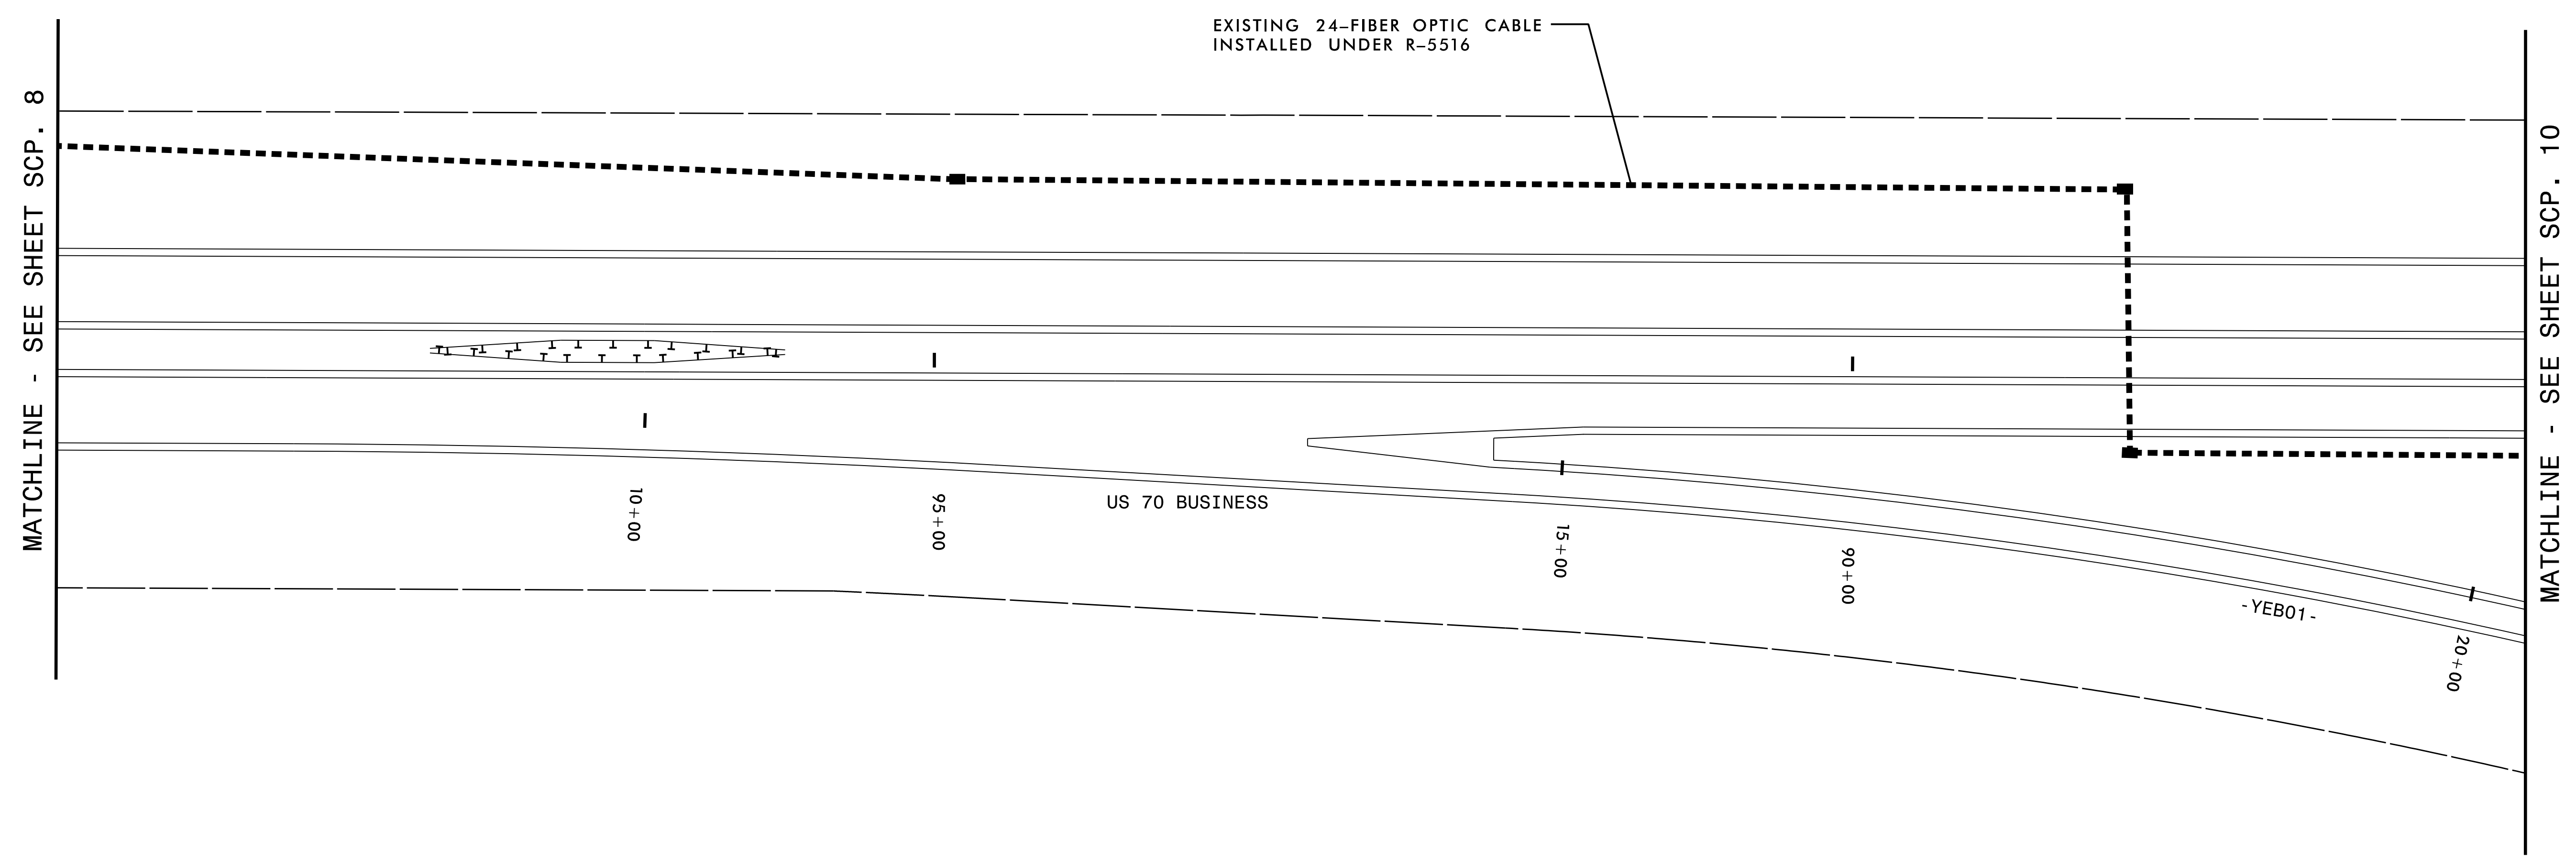 EXISTING 24–FIBER OPTIC CABLE
INSTALLED UNDER R–5516
MATCHLINE - SEE SHEET SCP. 8
MATCHLINE - SEE SHEET SCP. 10
10+00
95+00
US 70 BUSINESS
15+00
90+00
-YEB01-
20+00